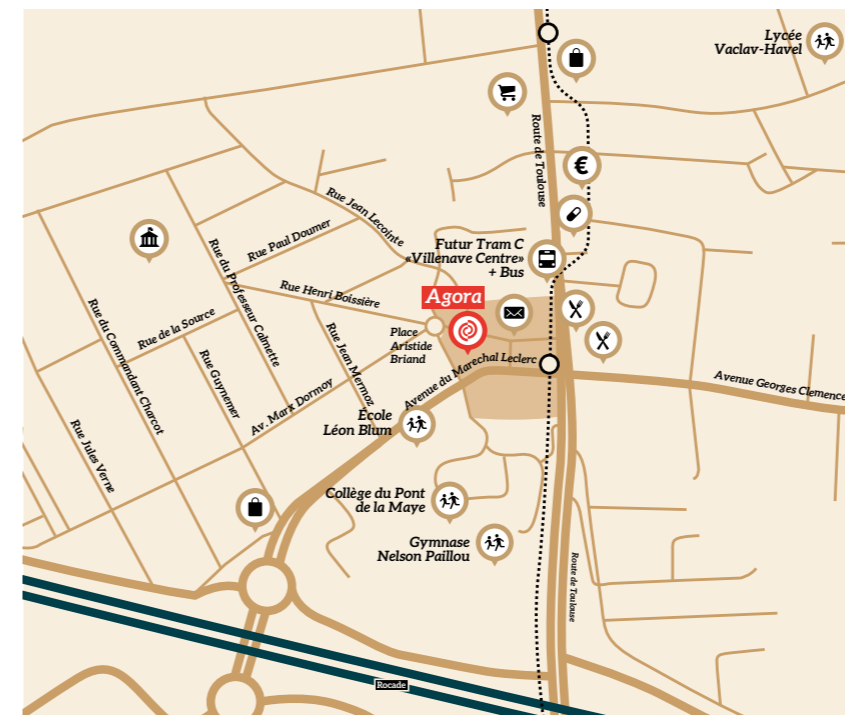 Lycée
Vaclav-Havel
Route de Toulouse
€
Rue Jean Lecointe
Rue Paul Doumer
Futur Tram C
«Villenave Centre»
+ Bus
Rue du Professeur Calmette
Rue Henri Boissière
Agora
Rue du Commandant Charcot
Rue de la Source
Rue Jean Mermoz
Place
Aristide
Briand
Rue Guynemer
Avenue du Marechal Leclerc
Avenue Georges Clemence
Av. Marx Dormoy
École
Léon Blum
Rue Jules Verne
Collège du Pont
de la Maye
Gymnase
Nelson Paillou
Route de Toulouse
Rocade